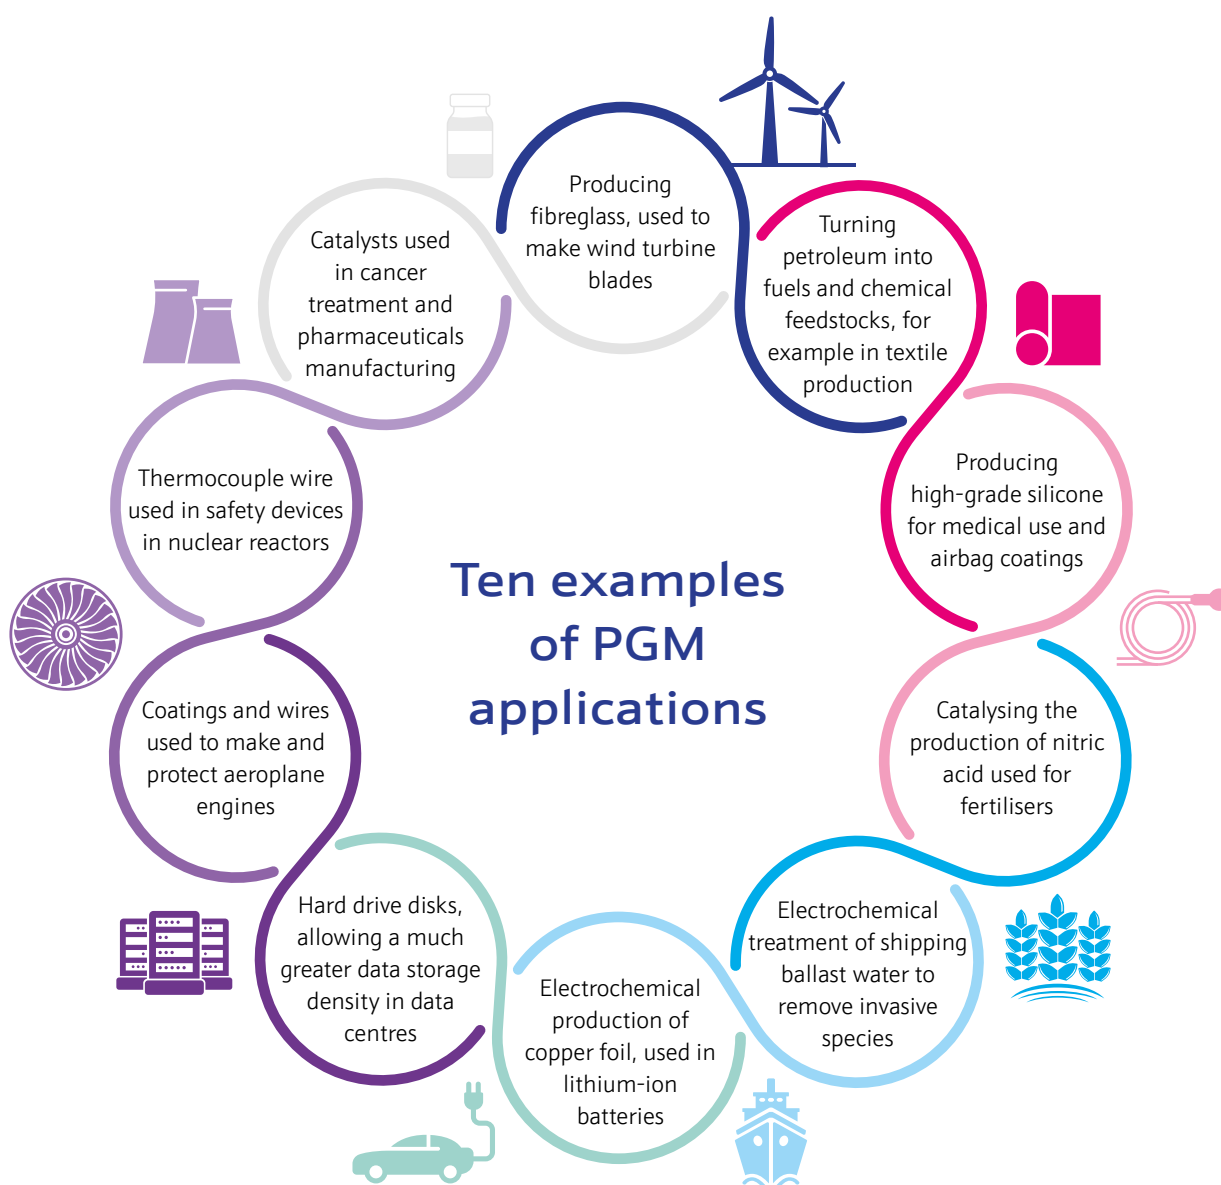 Ten examples
of PGM
applications
Producing
fibreglass, used to
make wind turbine
blades
Turning
petroleum into
fuels and chemical
feedstocks, for
example in textile
production
Producing
high-grade silicone
for medical use and
airbag coatings
Catalysing the
production of nitric
acid used for
fertilisers
Electrochemical
treatment of shipping
ballast water to
remove invasive
species
Electrochemical
production of
copper foil, used in
lithium-ion
batteries
Hard drive disks,
allowing a much
greater data storage
density in data
centres
Coatings and wires
used to make and
protect aeroplane
engines
Thermocouple wire
used in safety devices
in nuclear reactors
Catalysts used
in cancer
treatment and
pharmaceuticals
manufacturing